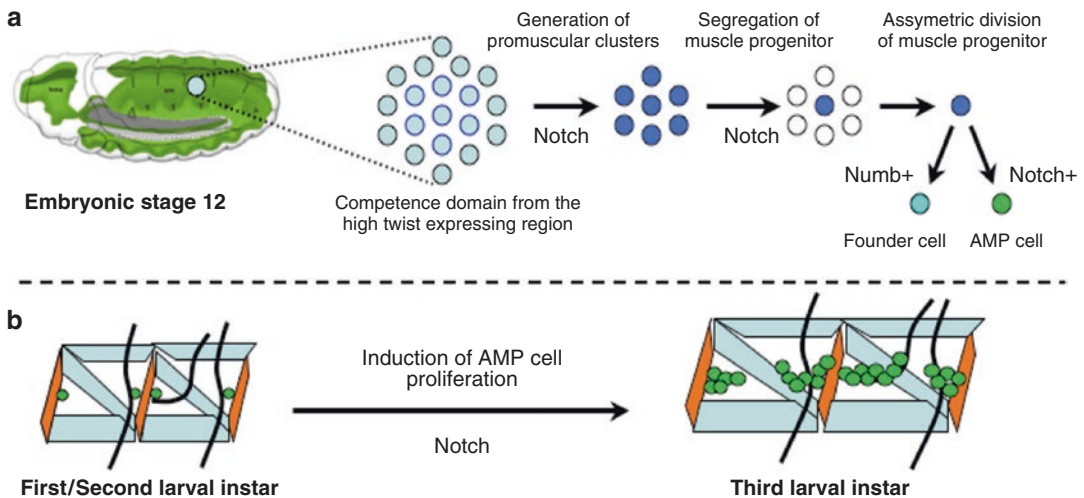 a
Generation of
promuscular clusters
Segregation of
muscle progenitor
Assymetric division
of muscle progenitor
Notch
Notch
Numb+
Notch+
Embryonic stage 12
Competence domain from the
high twist expressing region
Founder cell
AMP cell
b
Induction of AMP cell
proliferation
Notch
First/Second larval instar
Third larval instar